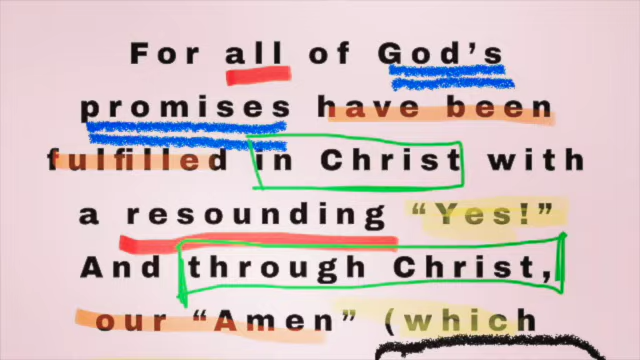 For all of God’s
promises have been
fulfilled in Christ with
a resounding “Yes!”
And through Christ,
our “Amen” (which